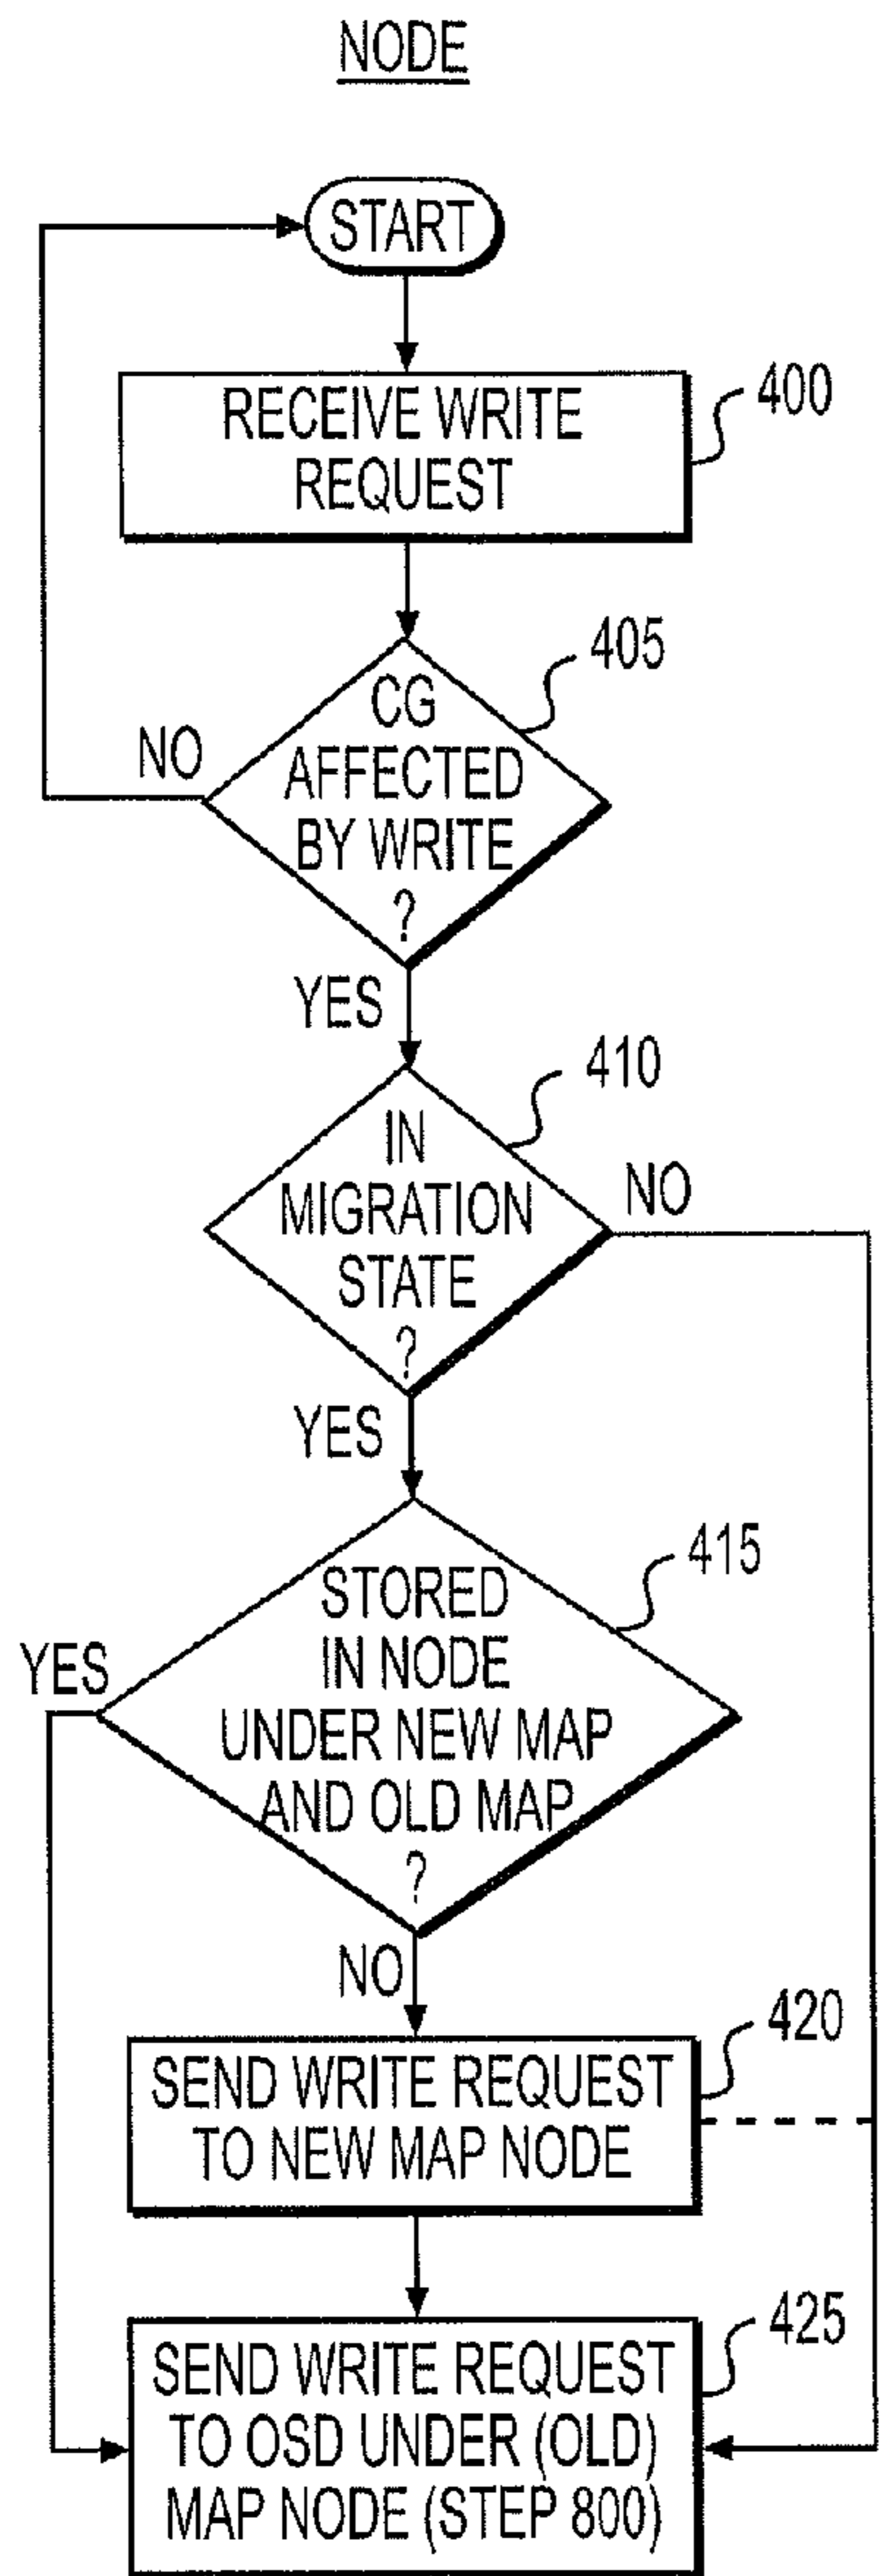 NODE
START
RECEIVE WRITE
REQUEST
400
405
CG
AFFECTED
BY WRITE
?
NO
YES
410
IN
MIGRATION
STATE
?
NO
YES
415
STORED
IN NODE
UNDER NEW MAP
AND OLD MAP
?
YES
NO
420
SEND WRITE REQUEST
TO NEW MAP NODE
425
SEND WRITE REQUEST
TO OSD UNDER (OLD)
MAP NODE (STEP 800)